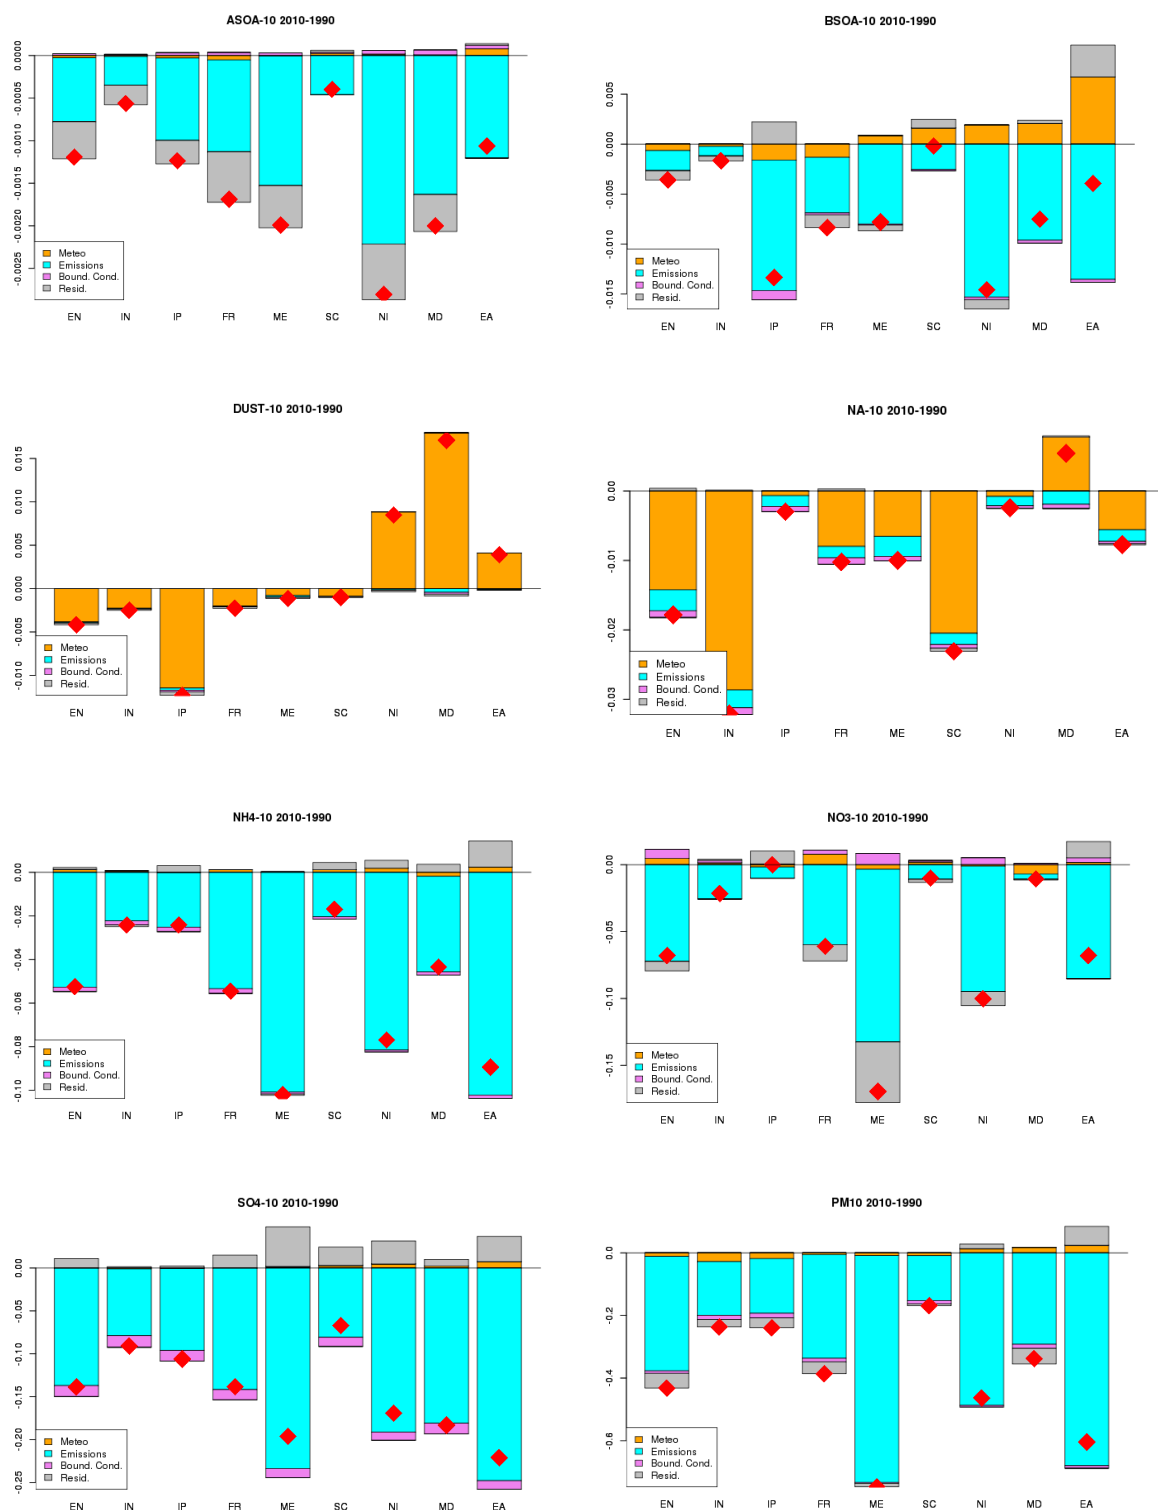 ASOA-10 2010-1990
0.0000
-0.0005
-0.0010
-0.0015
-0.0020
-0.0025
Meteo
Emissions
Bound. Cond.
Resid.
EN IN IP FR ME SC NI MD EA
BSOA-10 2010-1990
0.005
0.000
-0.005
-0.010
-0.015
Meteo
Emissions
Bound. Cond.
Resid.
EN IN IP FR ME SC NI MD EA
DUST-10 2010-1990
0.015
0.010
0.005
0.000
-0.005
-0.010
Meteo
Emissions
Bound. Cond.
Resid.
EN IN IP FR ME SC NI MD EA
NA-10 2010-1990
0.00
-0.01
-0.02
-0.03
Meteo
Emissions
Bound. Cond.
Resid.
EN IN IP FR ME SC NI MD EA
NH4-10 2010-1990
0.00
-0.02
-0.04
-0.06
-0.08
-0.10
Meteo
Emissions
Bound. Cond.
Resid.
EN IN IP FR ME SC NI MD EA
NO3-10 2010-1990
0.00
-0.05
-0.10
-0.15
Meteo
Emissions
Bound. Cond.
Resid.
EN IN IP FR ME SC NI MD EA
SO4-10 2010-1990
0.00
-0.05
-0.10
-0.15
-0.20
-0.25
Meteo
Emissions
Bound. Cond.
Resid.
EN IN IP FR ME SC NI MD EA
PM10 2010-1990
0.0
-0.2
-0.4
-0.6
Meteo
Emissions
Bound. Cond.
Resid.
EN IN IP FR ME SC NI MD EA